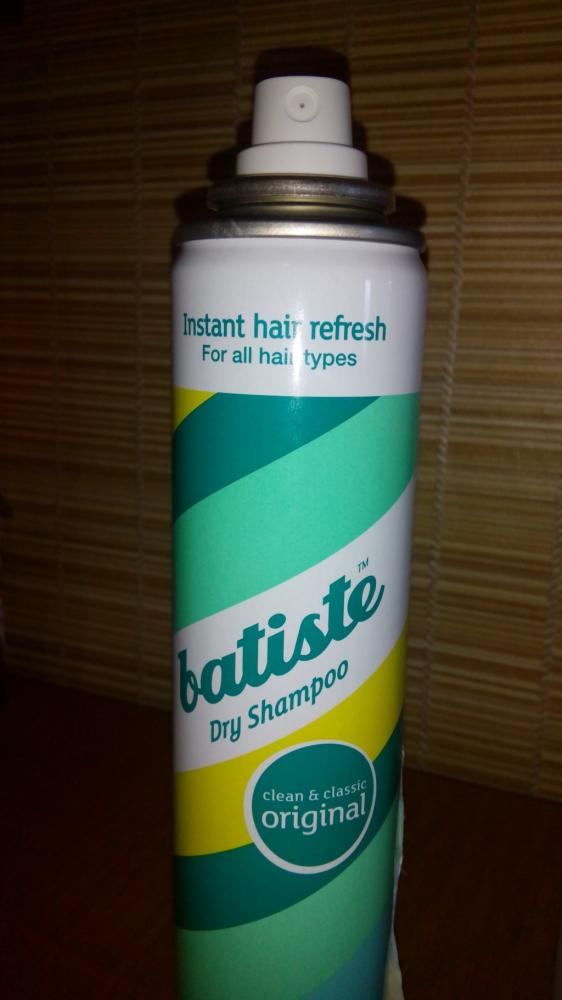 Instant hair refresh
For all hair types
batiste™
Dry Shampoo
clean & classic
original